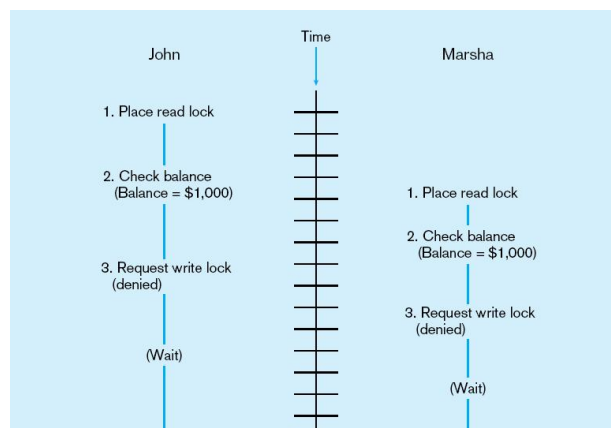 Time
John
Marsha
1. Place read lock
2. Check balance
(Balance = $1,000)
3. Request write lock
(denied)
(Wait)
1. Place read lock
2. Check balance
(Balance = $1,000)
3. Request write lock
(denied)
(Wait)